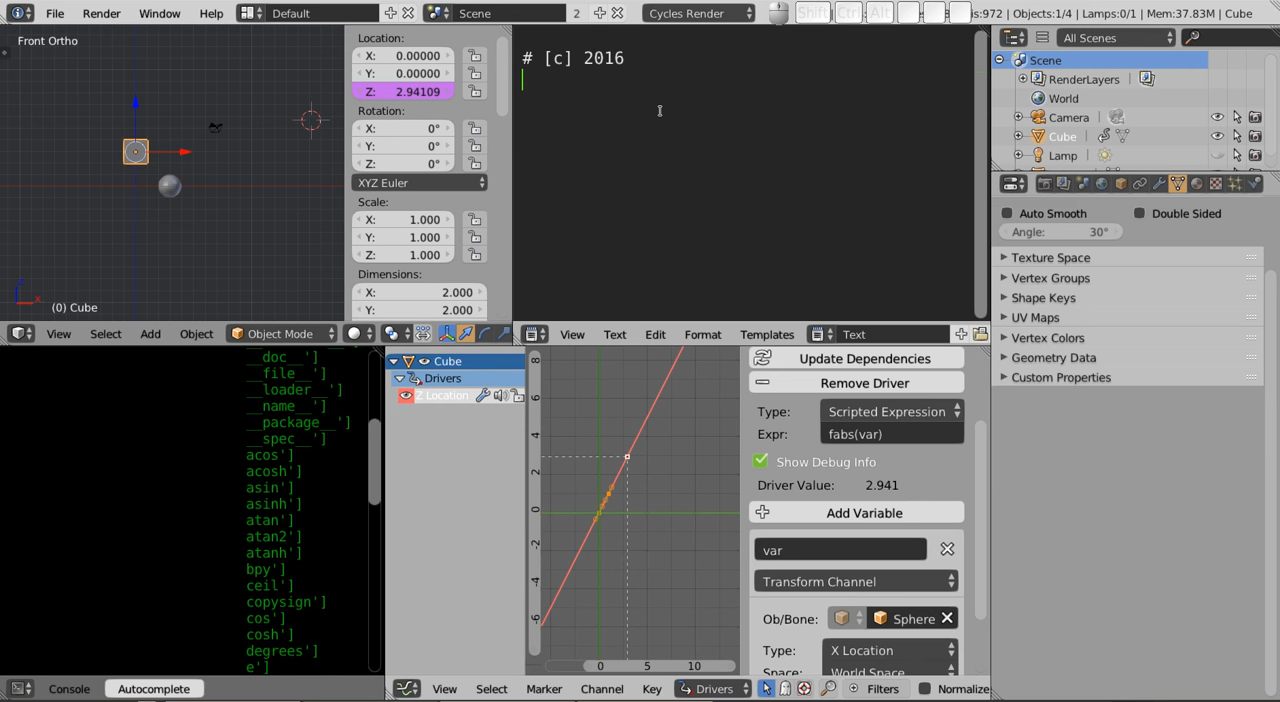 File Render Window Help Default Scene 2 Cycles Render Shift Ctrl Alt s:972 | Objects:1/4 | Lamps:0/1 | Mem:37.83M | Cube
Front Ortho
(0) Cube
View Select Add Object Object Mode
Location:
X: 0.00000
Y: 0.00000
Z: 2.94109
Rotation:
X: 0°
Y: 0°
Z: 0°
XYZ Euler
Scale:
X: 1.000
Y: 1.000
Z: 1.000
Dimensions:
X: 2.000
Y: 2.000
# [c] 2016
View Text Edit Format Templates Text
All Scenes
Scene
RenderLayers
World
Camera
Cube
Lamp
Auto Smooth Double Sided
Angle: 30°
Texture Space
Vertex Groups
Shape Keys
UV Maps
Vertex Colors
Geometry Data
Custom Properties
__doc__']
__file__']
__loader__']
__name__']
__package__']
__spec__']
acos']
acosh']
asin']
asinh']
atan']
atan2']
atanh']
bpy']
ceil']
copysign']
cos']
cosh']
degrees']
e']
Console Autocomplete
Cube
Drivers
Z Location
8
6
4
2
0
-2
-4
-6
0 5 10
Update Dependencies
Remove Driver
Type: Scripted Expression
Expr: fabs(var)
Show Debug Info
Driver Value: 2.941
Add Variable
var
Transform Channel
Ob/Bone: Sphere
Type: X Location
Space: World Space
View Select Marker Channel Key Drivers Filters Normalize